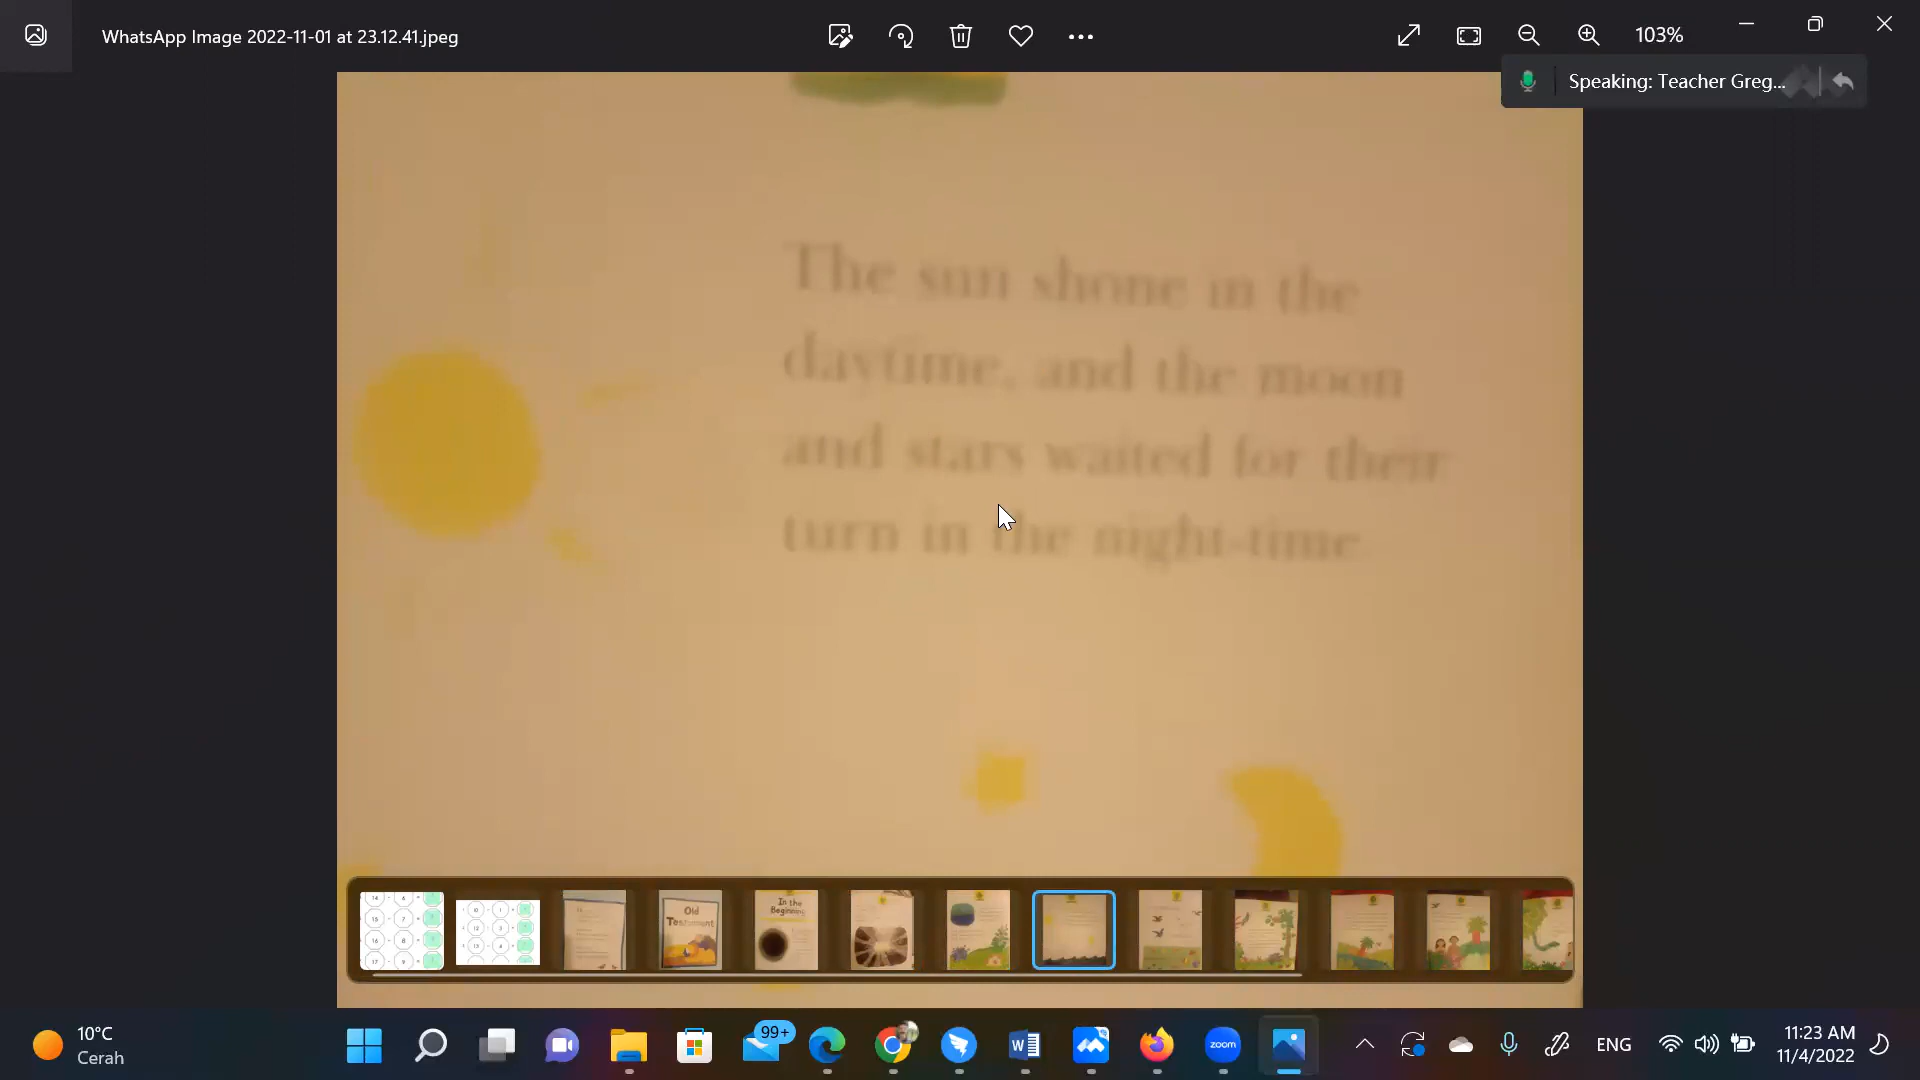 WhatsApp Image 2022-11-01 at 23.12.41.jpeg
103%
Speaking: Teacher Greg...
The sun shone in the
daytime, and the moon
and stars waited for their
turn in the night-time
Old
Testament
In the
Beginning
99+
zoom
10°C
Cerah
ENG
11:23 AM
11/4/2022